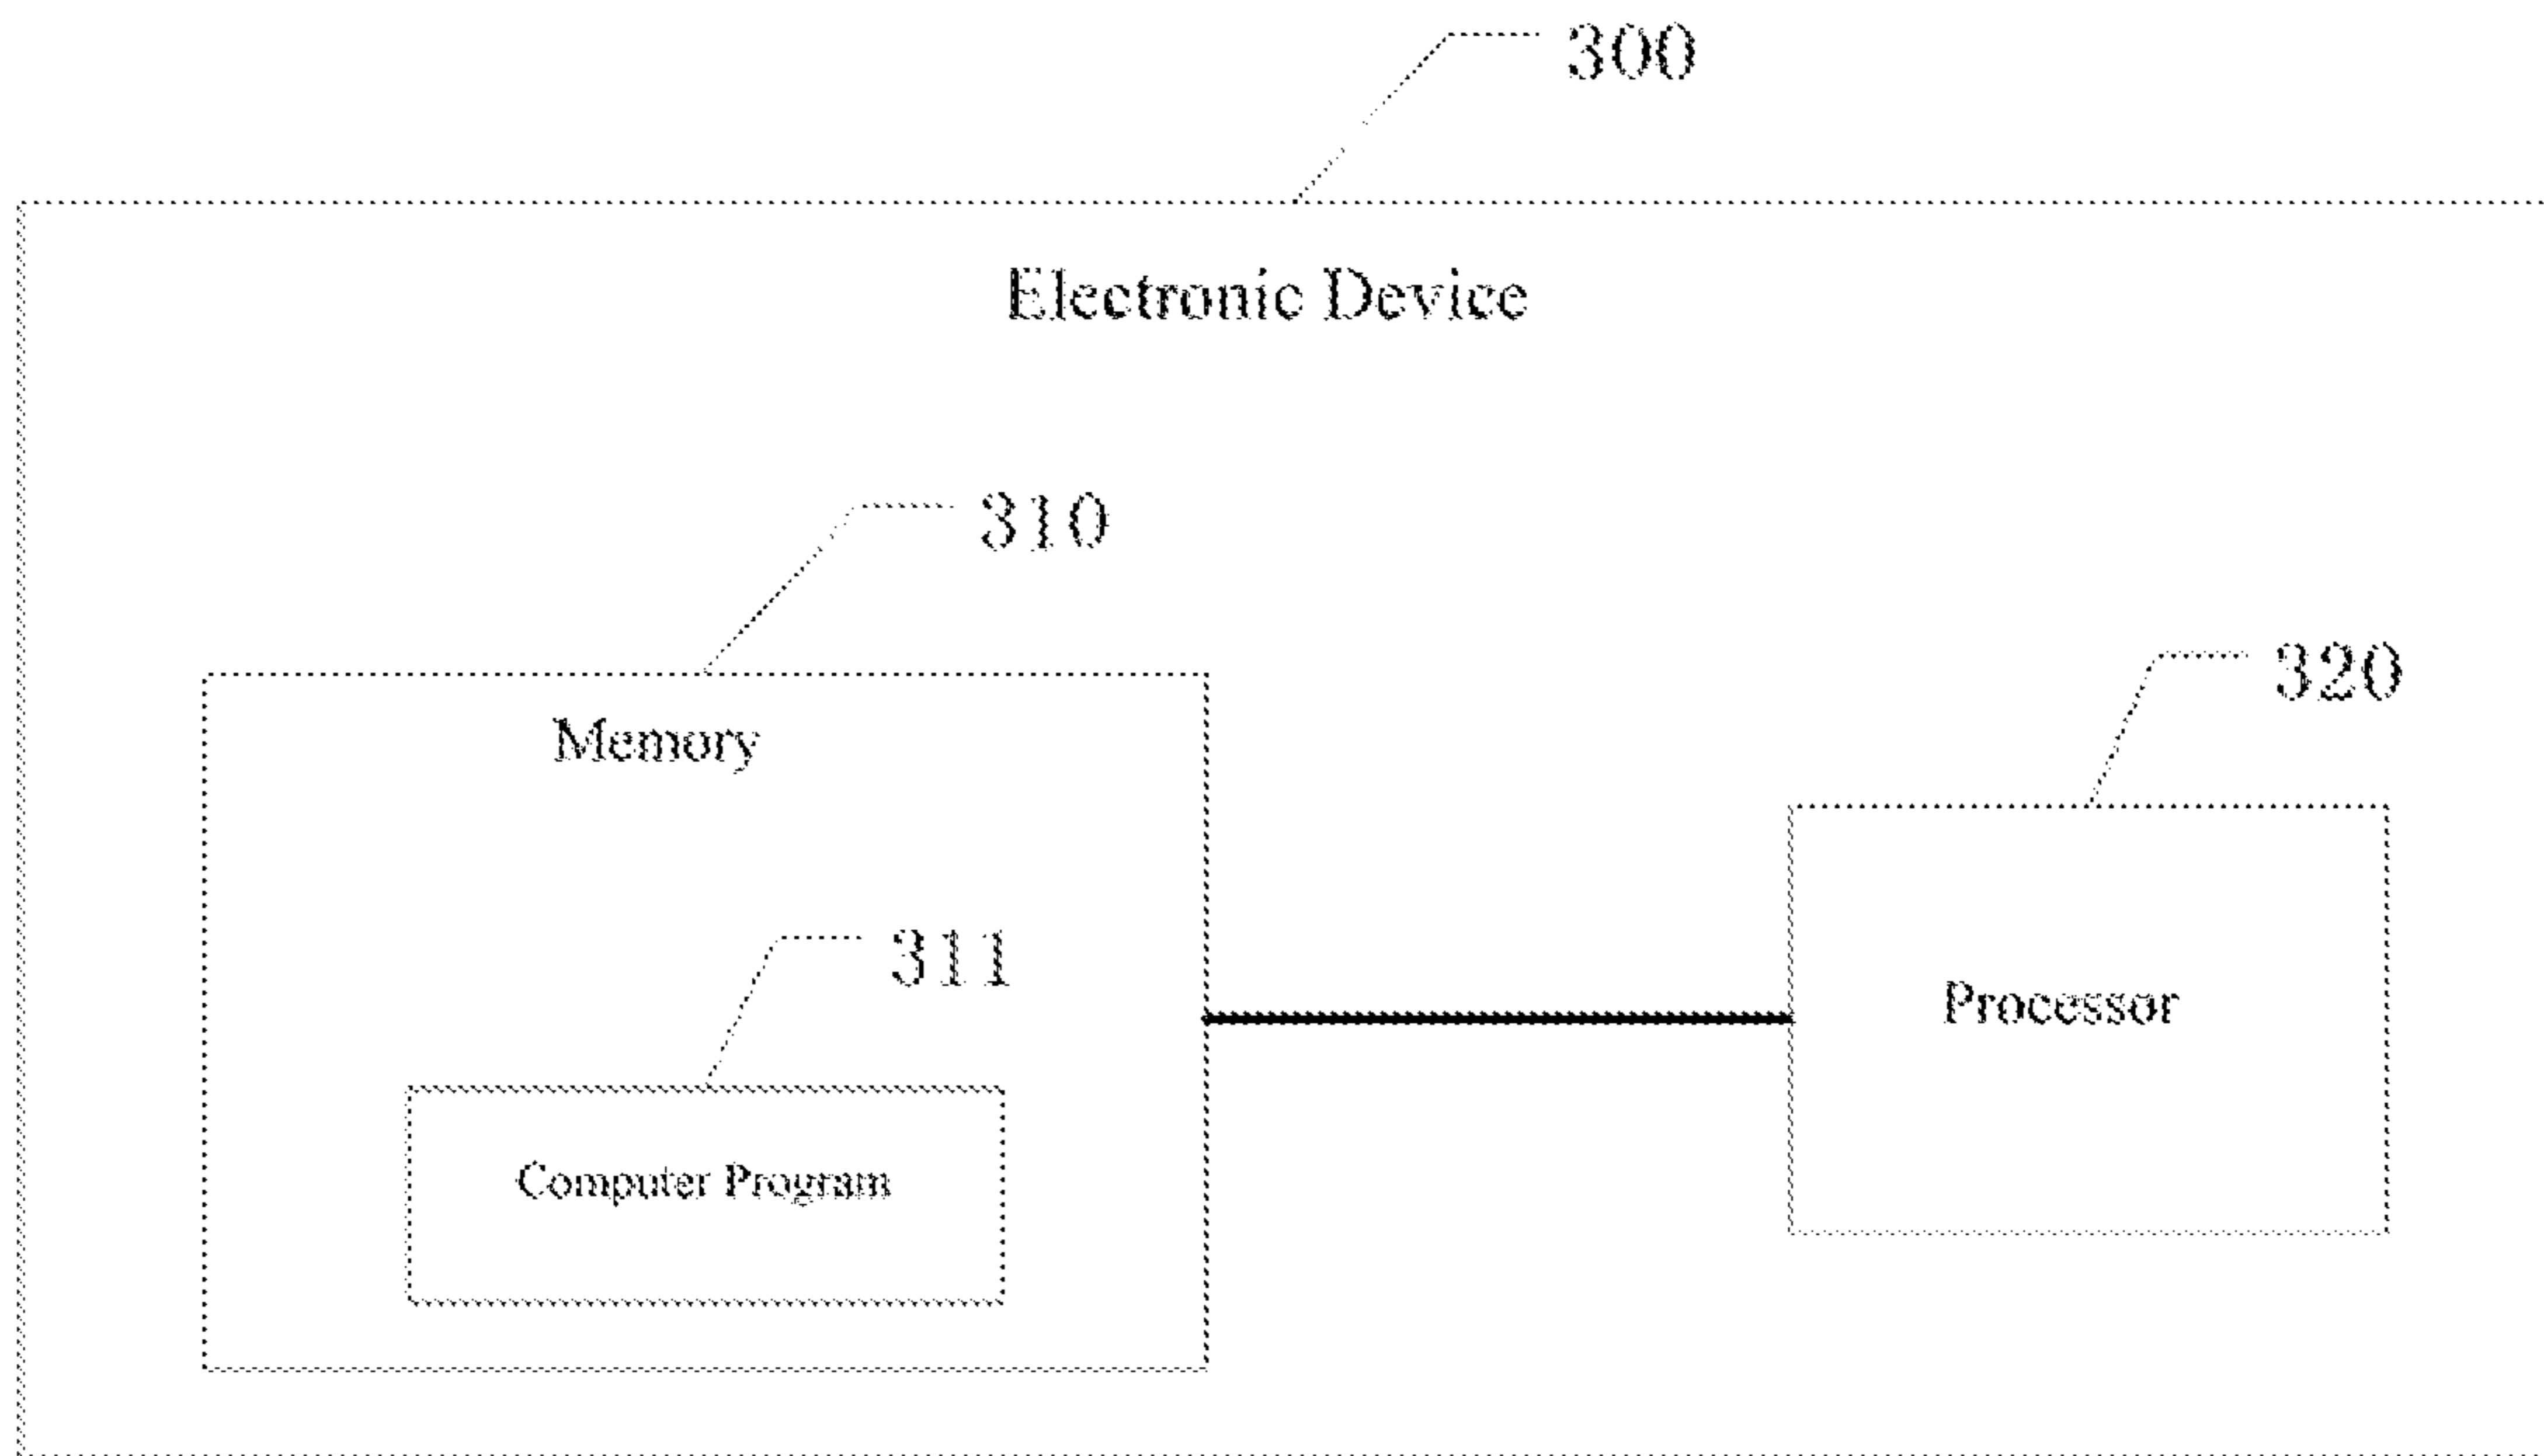 300
Electronic Device
310
Memory
320
311
Processor
Computer Program